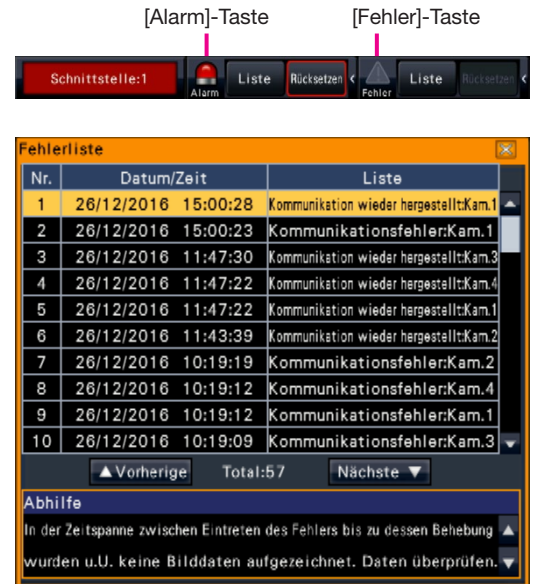 [Alarm]-Taste [Fehler]-Taste
Schnittstelle:1 Alarm Liste Rücksetzen < Fehler Liste Rücksetzen <
Fehlerliste
Nr. Datum/Zeit Liste
1 26/12/2016 15:00:28 Kommunikation wieder hergestellt:Kam.1
2 26/12/2016 15:00:23 Kommunikationsfehler:Kam.1
3 26/12/2016 11:47:30 Kommunikation wieder hergestellt:Kam.3
4 26/12/2016 11:47:22 Kommunikation wieder hergestellt:Kam.4
5 26/12/2016 11:47:22 Kommunikation wieder hergestellt:Kam.1
6 26/12/2016 11:43:39 Kommunikation wieder hergestellt:Kam.2
7 26/12/2016 10:19:19 Kommunikationsfehler:Kam.2
8 26/12/2016 10:19:12 Kommunikationsfehler:Kam.4
9 26/12/2016 10:19:12 Kommunikationsfehler:Kam.1
10 26/12/2016 10:19:09 Kommunikationsfehler:Kam.3
▲Vorherige Total:57 Nächste ▼
Abhilfe
In der Zeitspanne zwischen Eintreten des Fehlers bis zu dessen Behebung
wurden u.U. keine Bilddaten aufgezeichnet. Daten überprüfen.